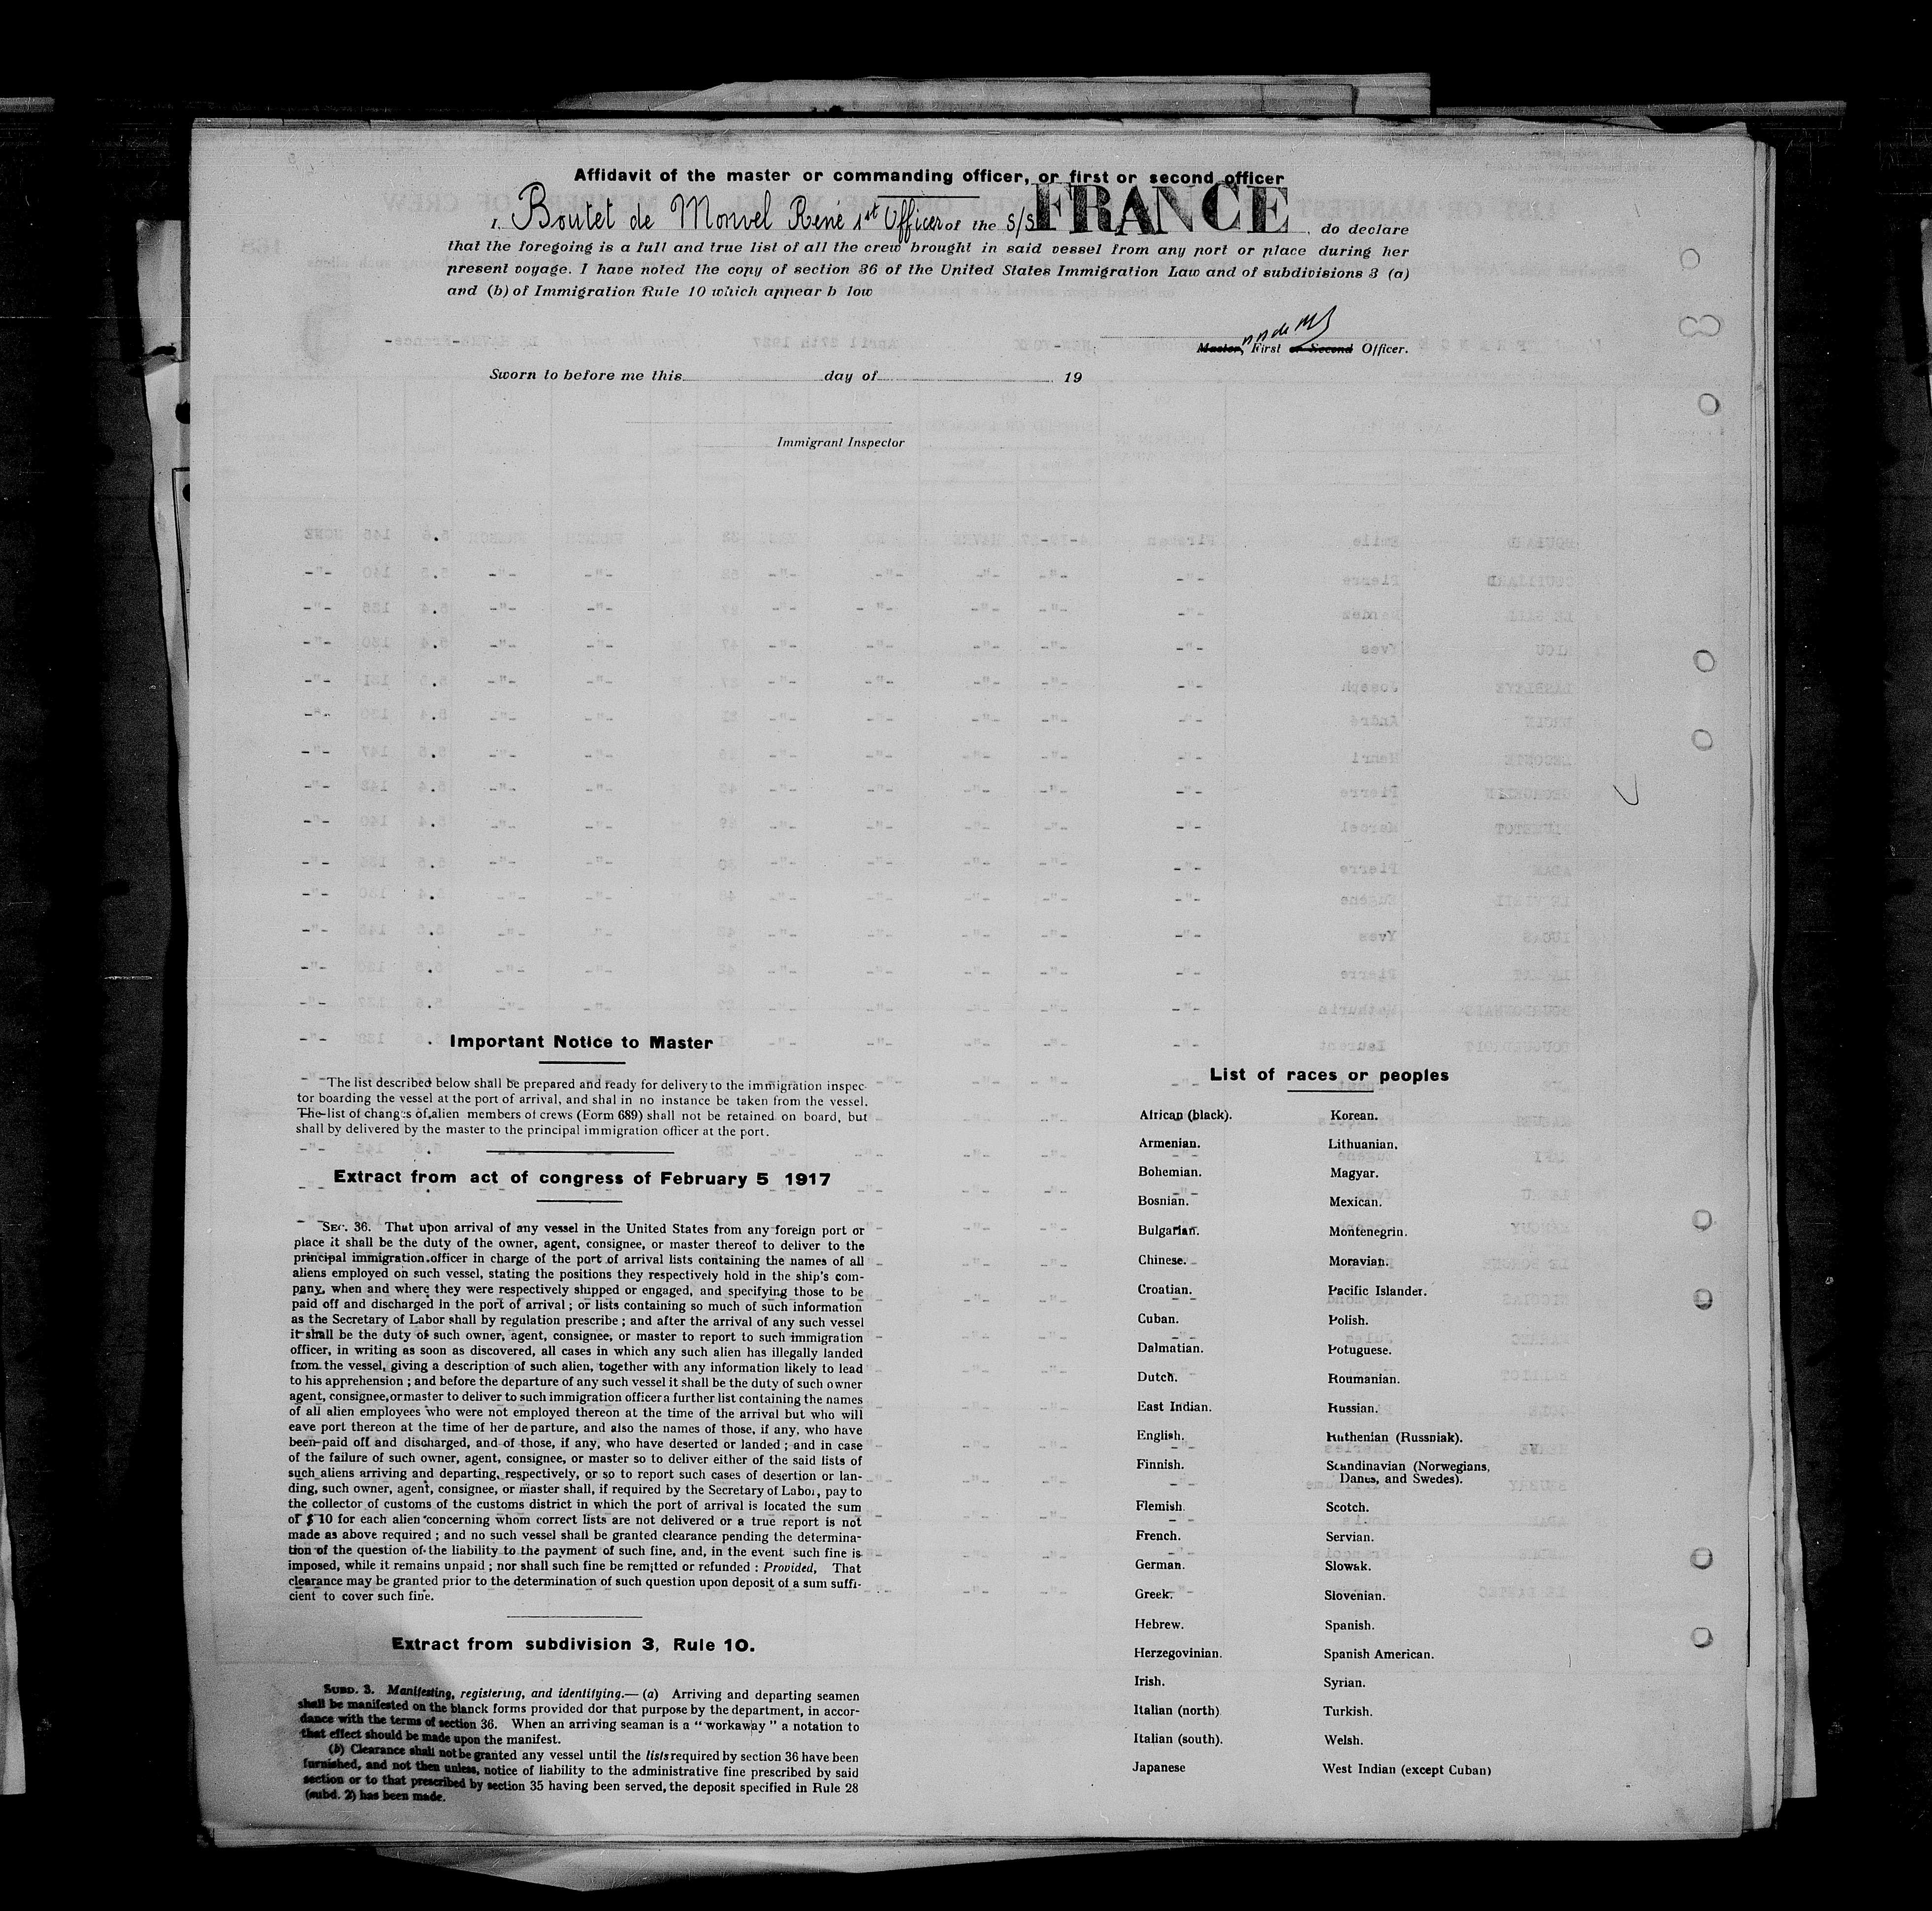 Affidavit of the master or commanding officer, or first or second officer
I, Boutet de Monvel René 1st Officer of the S/S FRANCE, do declare
that the foregoing is a full and true list of all the crew brought in said vessel from any port or place during her
present voyage. I have noted the copy of section 36 of the United States Immigration Law and of subdivisions 3 (a)
and (b) of Immigration Rule 10 which appear b low
Master, First or Second Officer.
Sworn to before me this day of 19
Immigrant Inspector
Important Notice to Master
The list described below shall be prepared and ready for delivery to the immigration inspec-
tor boarding the vessel at the port of arrival, and shal in no instance be taken from the vessel.
The list of changes of alien members of crews (Form 689) shall not be retained on board, but
shall by delivered by the master to the principal immigration officer at the port.
Extract from act of congress of February 5 1917
SEC. 36. That upon arrival of any vessel in the United States from any foreign port or
place it shall be the duty of the owner, agent, consignee, or master thereof to deliver to the
principal immigration officer in charge of the port of arrival lists containing the names of all
aliens employed on such vessel, stating the positions they respectively hold in the ship's com-
pany, when and where they were respectively shipped or engaged, and specifying those to be
paid off and discharged in the port of arrival ; or lists containing so much of such information
as the Secretary of Labor shall by regulation prescribe ; and after the arrival of any such vessel
it shall be the duty of such owner, agent, consignee, or master to report to such immigration
officer, in writing as soon as discovered, all cases in which any such alien has illegally landed
from the vessel, giving a description of such alien, together with any information likely to lead
to his apprehension ; and before the departure of any such vessel it shall be the duty of such owner
agent, consignee, or master to deliver to such immigration officer a further list containing the names
of all alien employees who were not employed thereon at the time of the arrival but who will
eave port thereon at the time of her departure, and also the names of those, if any, who have
been paid off and discharged, and of those, if any, who have deserted or landed ; and in case
of the failure of such owner, agent, consignee, or master so to deliver either of the said lists of
such aliens arriving and departing, respectively, or so to report such cases of desertion or lan-
ding, such owner, agent, consignee, or master shall, if required by the Secretary of Labor, pay to
the collector of customs of the customs district in which the port of arrival is located the sum
of $ 10 for each alien concerning whom correct lists are not delivered or a true report is not
made as above required ; and no such vessel shall be granted clearance pending the determina-
tion of the question of the liability to the payment of such fine, and, in the event such fine is
imposed, while it remains unpaid ; nor shall such fine be remitted or refunded : Provided, That
clearance may be granted prior to the determination of such question upon deposit of a sum suffi-
cient to cover such fine.
Extract from subdivision 3, Rule 10.
SUBD. 3. Manifesting, registering, and identifying.— (a) Arriving and departing seamen
shall be manifested on the blanck forms provided dor that purpose by the department, in accor-
dance with the terms of section 36. When an arriving seaman is a " workaway " a notation to
that effect should be made upon the manifest.
(b) Clearance shall not be granted any vessel until the lists required by section 36 have been
furnished, and not then unless, notice of liability to the administrative fine prescribed by said
section or to that prescribed by section 35 having been served, the deposit specified in Rule 28
(subd. 2) has been made.
List of races or peoples
African (black). Korean.
Armenian. Lithuanian.
Bohemian. Magyar.
Bosnian. Mexican.
Bulgarian. Montenegrin.
Chinese. Moravian.
Croatian. Pacific Islander.
Cuban. Polish.
Dalmatian. Potuguese.
Dutch. Roumanian.
East Indian. Russian.
English. Ruthenian (Russniak).
Finnish. Scandinavian (Norwegians,
Danes, and Swedes).
Flemish. Scotch.
French. Servian.
German. Slowak.
Greek. Slovenian.
Hebrew. Spanish.
Herzegovinian. Spanish American.
Irish. Syrian.
Italian (north) Turkish.
Italian (south). Welsh.
Japanese West Indian (except Cuban)